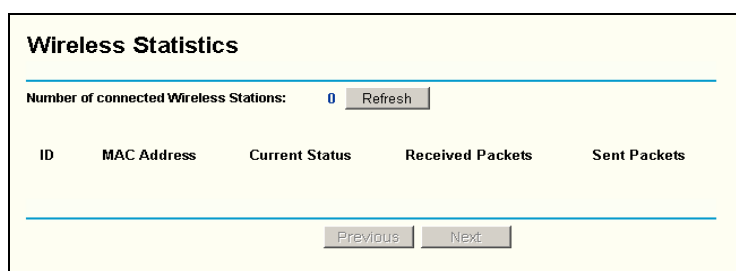 Wireless Statistics
Number of connected Wireless Stations: 0 Refresh
ID MAC Address Current Status Received Packets Sent Packets
Previous Next